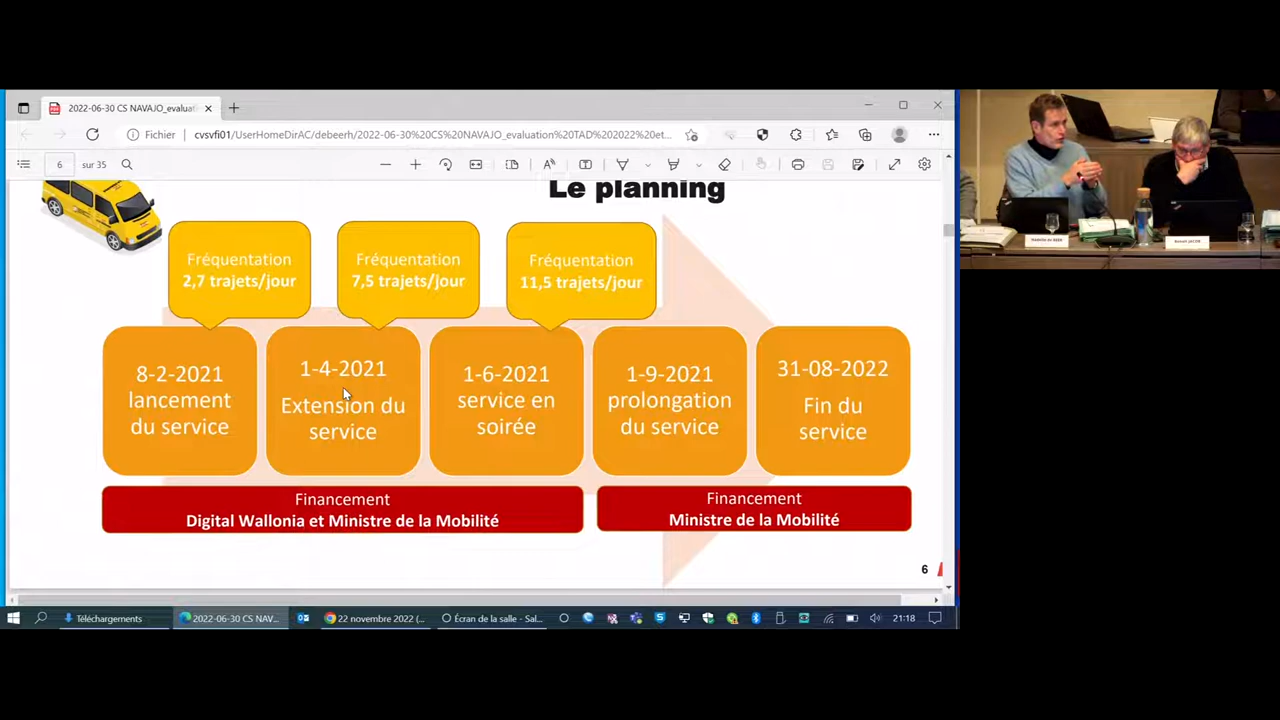 2022-06-30 CS NAVAJO_evaluati
Fichier
cvsvfi01/UserHomeDirAC/debeerh/2022-06-30%20CS%20NAVAJO_evaluation%20TAD%202022%20et...
6
sur 35
Le planning
Fréquentation
2,7 trajets/jour
Fréquentation
7,5 trajets/jour
Fréquentation
11,5 trajets/jour
8-2-2021
lancement
du service
1-4-2021
Extension du
service
1-6-2021
service en
soirée
1-9-2021
prolongation
du service
31-08-2022
Fin du
service
Financement
Digital Wallonia et Ministre de la Mobilité
Financement
Ministre de la Mobilité
6
Téléchargements
2022-06-30 CS NAV...
22 novembre 2022 (...
Écran de la salle - Sal...
21:18
Benoit JACOB